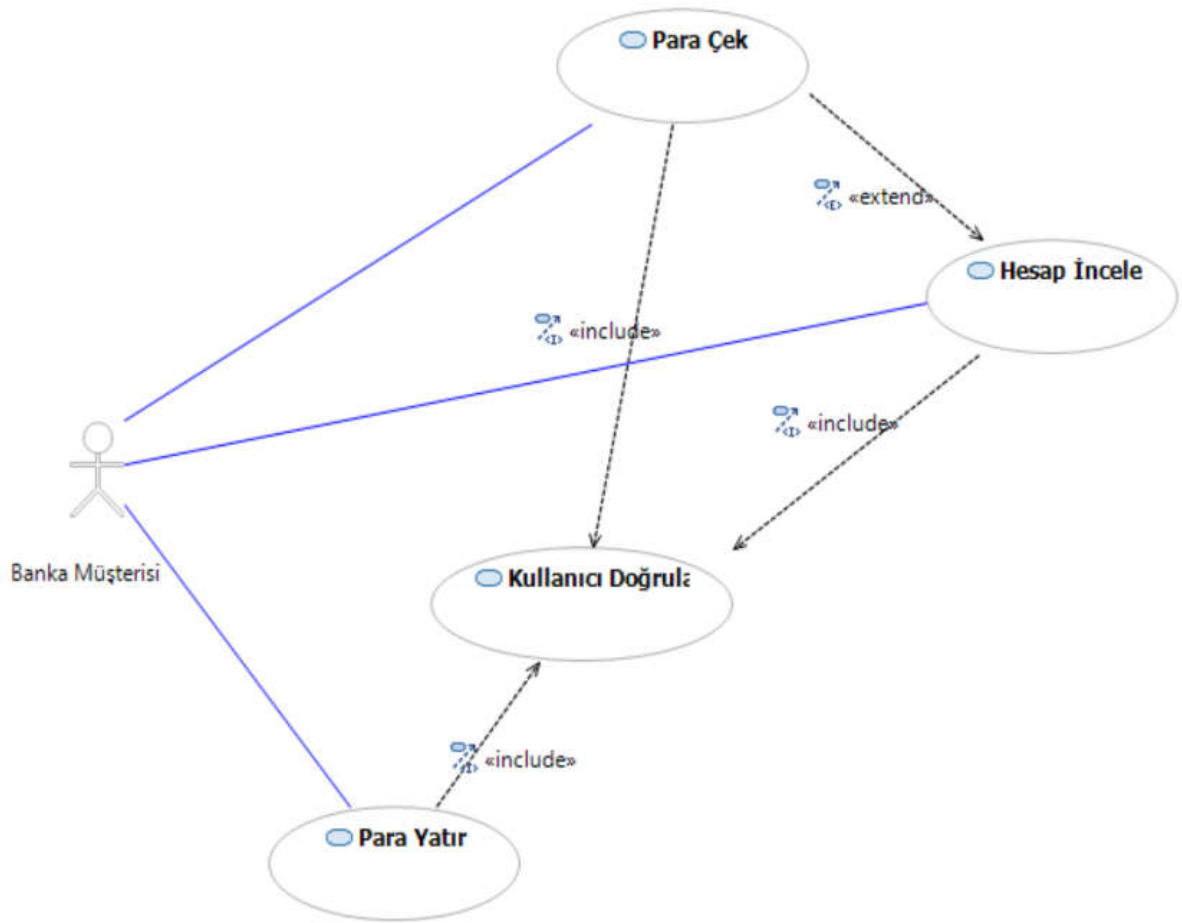 Para Çek
«extend»
Hesap İncele
«include»
«include»
Banka Müşterisi
Kullanıcı Doğrula
«include»
Para Yatır